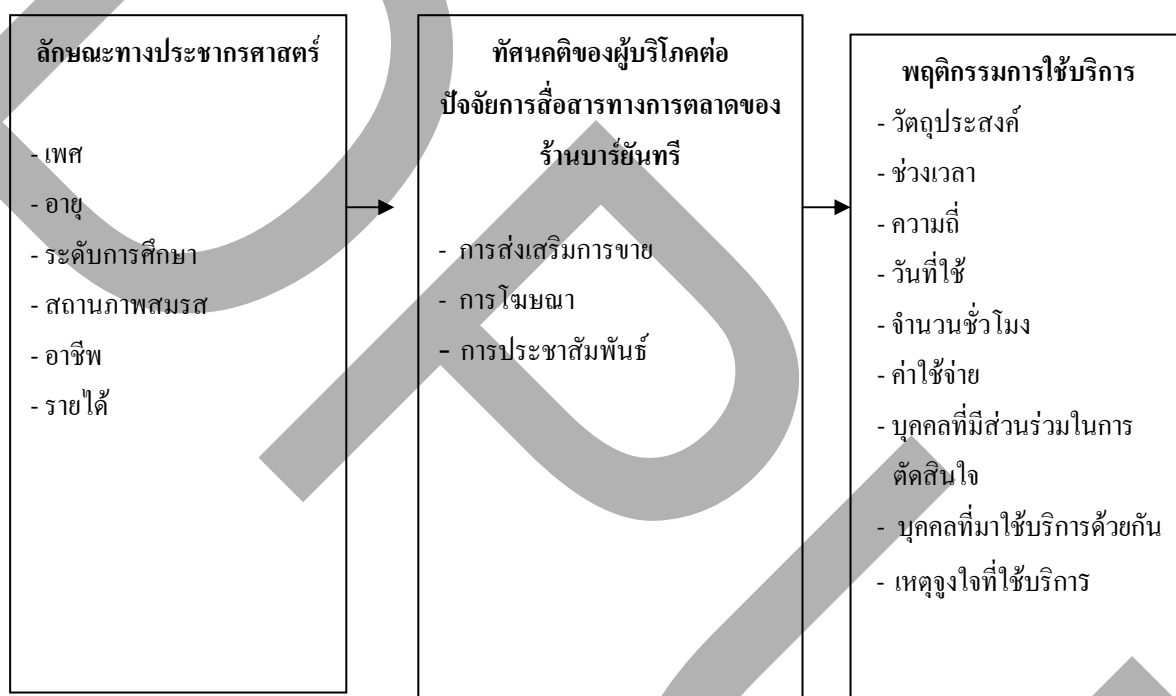 ลักษณะทางประชากรศาสตร์
- เพศ
- อายุ
- ระดับการศึกษา
- สถานภาพสมรส
- อาชีพ
- รายได้
ทัศนคติของผู้บริโภคต่อ
ปัจจัยการสื่อสารทางการตลาดของ
ร้านบาร์ยันทรี
- การส่งเสริมการขาย
- การโฆษณา
- การประชาสัมพันธ์
พฤติกรรมการใช้บริการ
- วัตถุประสงค์
- ช่วงเวลา
- ความถี่
- วันที่ใช้
- จำนวนชั่วโมง
- ค่าใช้จ่าย
- บุคคลที่มีส่วนร่วมในการ
ตัดสินใจ
- บุคคลที่มาใช้บริการด้วยกัน
- เหตุจูงใจที่ใช้บริการ